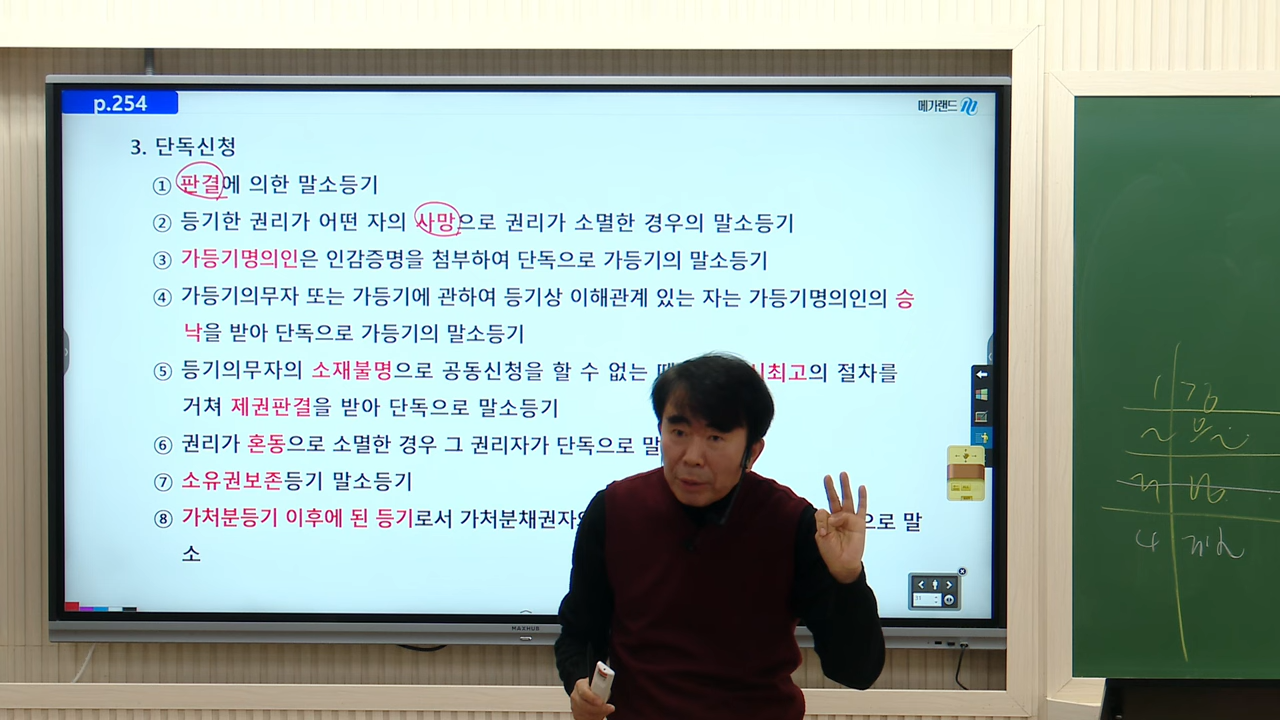 p.254
메가랜드
3. 단독신청
① 판결에 의한 말소등기
② 등기한 권리가 어떤 자의 사망으로 권리가 소멸한 경우의 말소등기
③ 가등기명의인은 인감증명을 첨부하여 단독으로 가등기의 말소등기
④ 가등기의무자 또는 가등기에 관하여 등기상 이해관계 있는 자는 가등기명의인의 승
낙을 받아 단독으로 가등기의 말소등기
⑤ 등기의무자의 소재불명으로 공동신청을 할 수 없는 최고의 절차를
거쳐 제권판결을 받아 단독으로 말소등기
⑥ 권리가 혼동으로 소멸한 경우 그 권리자가 단독으로 말
⑦ 소유권보존등기 말소등기
⑧ 가처분등기 이후에 된 등기로서 가처분채권자 으로 말
소
MAXHUB
31